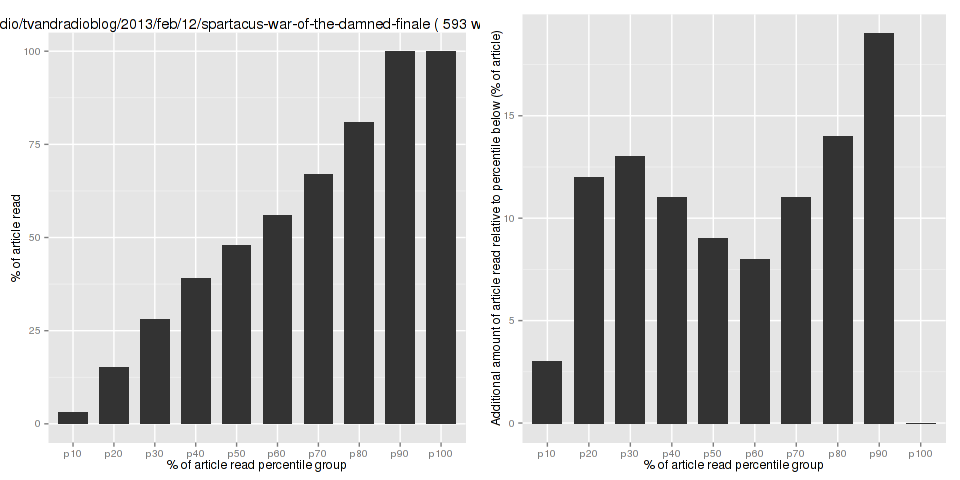 dio/tvandradioblog/2013/feb/12/spartacus-war-of-the-damned-finale ( 593 w
% of article read
100
75
50
25
0
p10 p20 p30 p40 p50 p60 p70 p80 p90 p100
% of article read percentile group
Additional amount of article read relative to percentile below (% of article)
15
10
5
0
p10 p20 p30 p40 p50 p60 p70 p80 p90 p100
% of article read percentile group